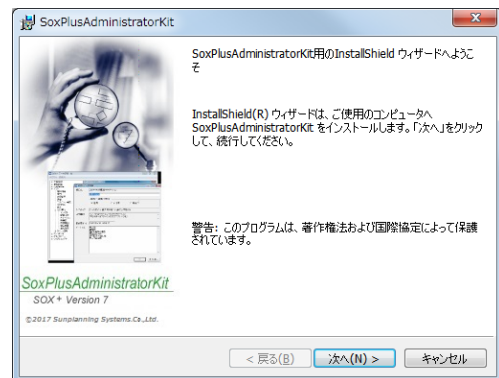 SoxPlusAdministratorKit
SoxPlusAdministratorKit用のInstallShield ウィザードへようこ
そ
InstallShield(R) ウィザードは、ご使用のコンピュータへ
SoxPlusAdministratorKit をインストールします。「次へ」をクリック
して、続行してください。
警告: このプログラムは、著作権法および国際協定によって保護
されています。
SoxPlusAdministratorKit
SOX+ Version 7
©2017 Sunplanning Systems.Co.,Ltd.
< 戻る(B)
次へ(N) >
キャンセル